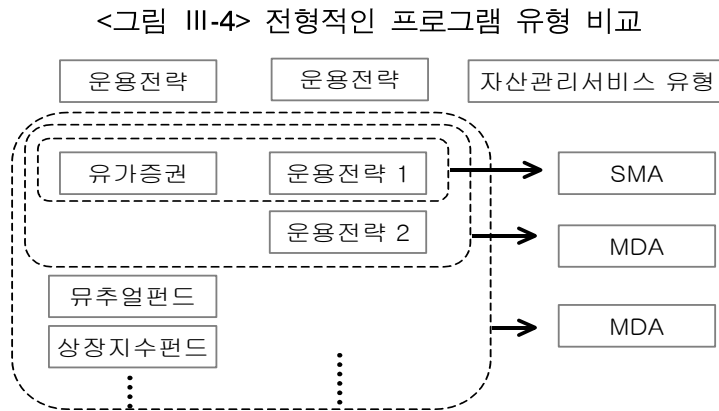 <그림 Ⅲ-4> 전형적인 프로그램 유형 비교
운용전략 운용전략 자산관리서비스 유형
유가증권 운용전략 1 SMA
운용전략 2 MDA
뮤추얼펀드 MDA
상장지수펀드